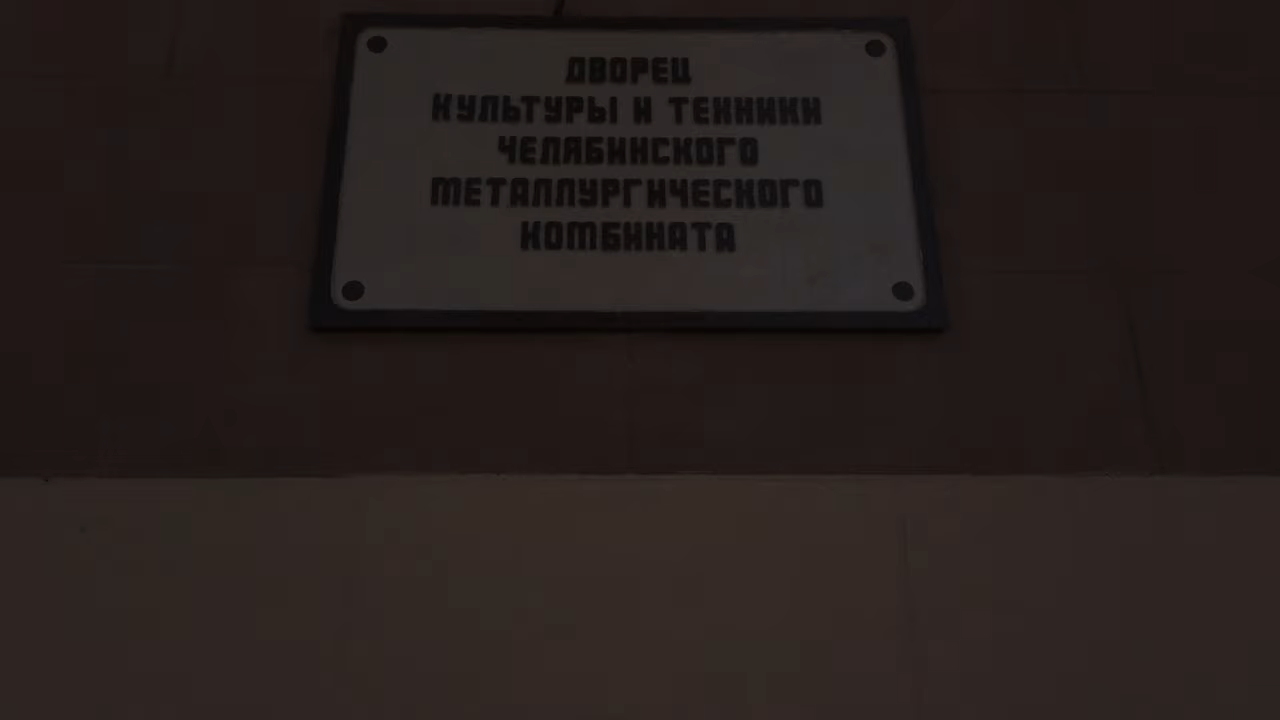 ДВОРЕЦ
КУЛЬТУРЫ И ТЕХНИКИ
ЧЕЛЯБИНСКОГО
МЕТАЛЛУРГИЧЕСКОГО
КОМБИНАТА